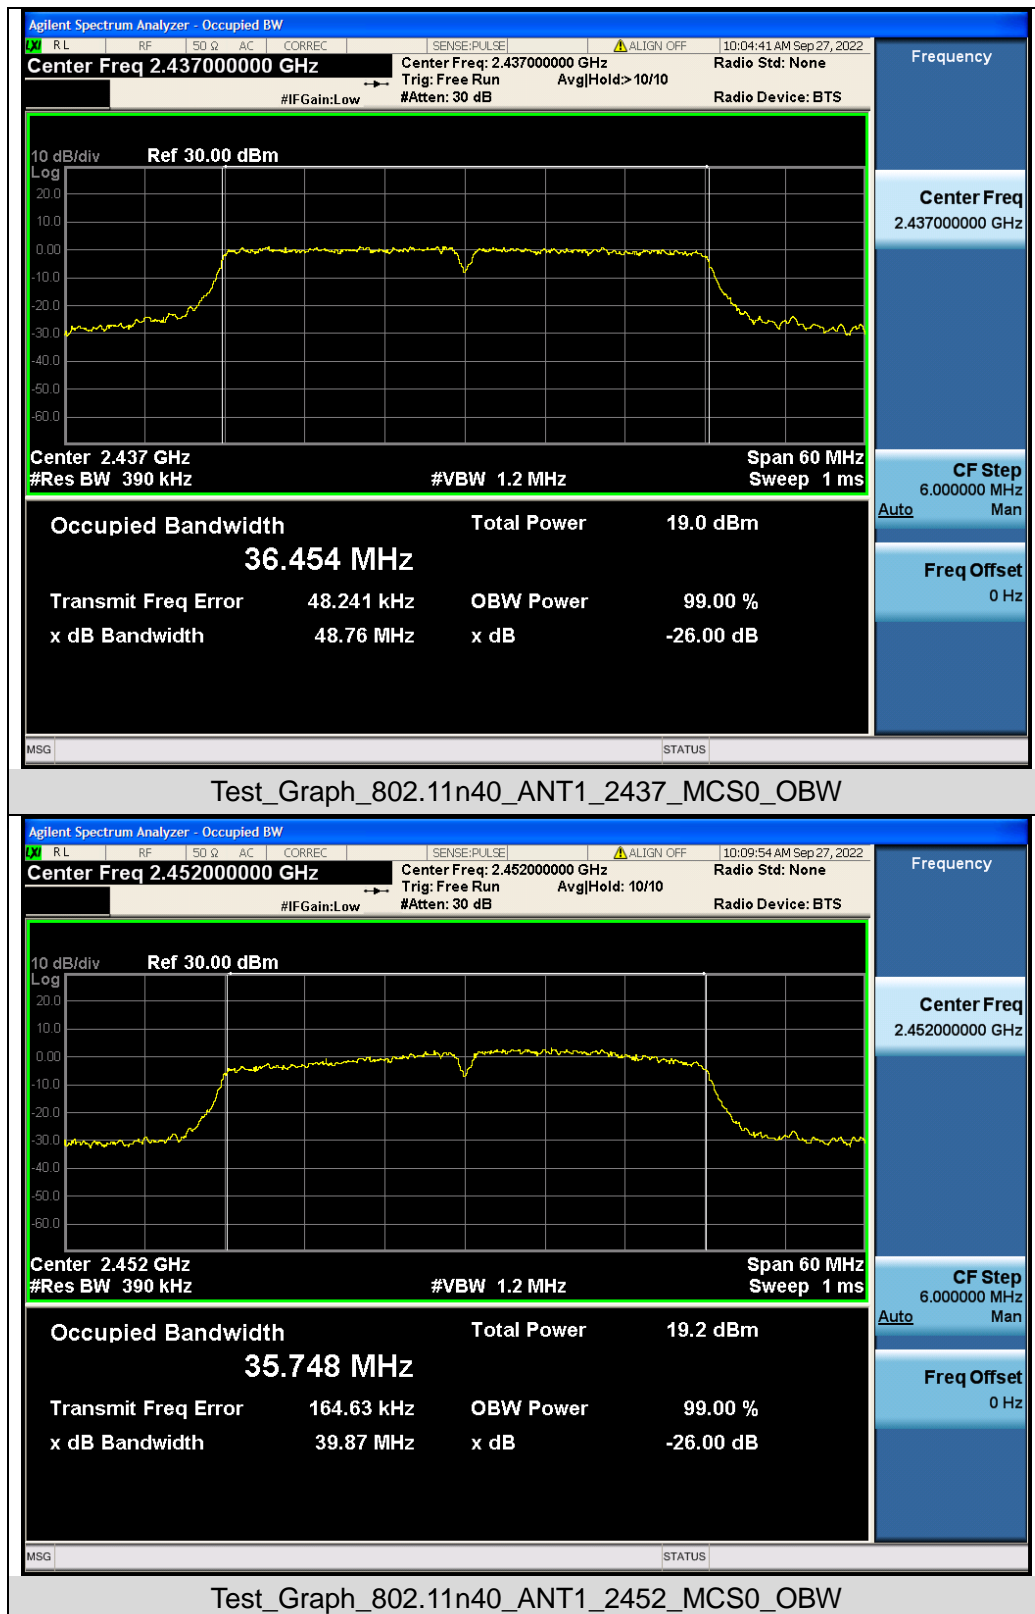 Agilent Spectrum Analyzer - Occupied BW
LXI RL RF 50 Ω AC CORREC SENSE:PULSE ALIGN OFF 10:04:41 AM Sep 27, 2022
Center Freq 2.437000000 GHz
Center Freq: 2.437000000 GHz
Radio Std: None
Trig: Free Run Avg|Hold:>10/10
#IFGain:Low
#Atten: 30 dB
Radio Device: BTS
Frequency
10 dB/div Ref 30.00 dBm
Log
20.0
10.0
0.00
-10.0
-20.0
-30.0
-40.0
-50.0
-60.0
Center Freq
2.437000000 GHz
Center 2.437 GHz Span 60 MHz
#Res BW 390 kHz #VBW 1.2 MHz Sweep 1 ms
CF Step
6.000000 MHz
Auto Man
Occupied Bandwidth Total Power 19.0 dBm
36.454 MHz
Transmit Freq Error 48.241 kHz OBW Power 99.00 %
x dB Bandwidth 48.76 MHz x dB -26.00 dB
Freq Offset
0 Hz
MSG STATUS
Test_Graph_802.11n40_ANT1_2437_MCS0_OBW
Agilent Spectrum Analyzer - Occupied BW
LXI RL RF 50 Ω AC CORREC SENSE:PULSE ALIGN OFF 10:09:54 AM Sep 27, 2022
Center Freq 2.452000000 GHz
Center Freq: 2.452000000 GHz
Radio Std: None
Trig: Free Run Avg|Hold: 10/10
#IFGain:Low
#Atten: 30 dB
Radio Device: BTS
Frequency
10 dB/div Ref 30.00 dBm
Log
20.0
10.0
0.00
-10.0
-20.0
-30.0
-40.0
-50.0
-60.0
Center Freq
2.452000000 GHz
Center 2.452 GHz Span 60 MHz
#Res BW 390 kHz #VBW 1.2 MHz Sweep 1 ms
CF Step
6.000000 MHz
Auto Man
Occupied Bandwidth Total Power 19.2 dBm
35.748 MHz
Transmit Freq Error 164.63 kHz OBW Power 99.00 %
x dB Bandwidth 39.87 MHz x dB -26.00 dB
Freq Offset
0 Hz
MSG STATUS
Test_Graph_802.11n40_ANT1_2452_MCS0_OBW